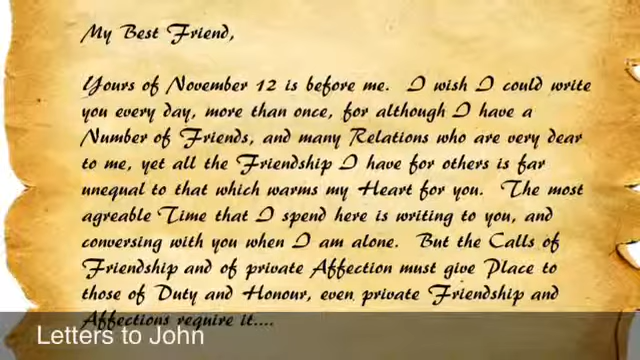 My Best Friend,
Yours of November 12 is before me. I wish I could write
you every day, more than once, for although I have a
Number of Friends, and many Relations who are very dear
to me, yet all the Friendship I have for others is far
unequal to that which warms my Heart for you. The most
agreable Time that I spend here is writing to you, and
conversing with you when I am alone. But the Calls of
Friendship and of private Affection must give Place to
those of Duty and Honour, even private Friendship and
Affections require it....
Letters to John